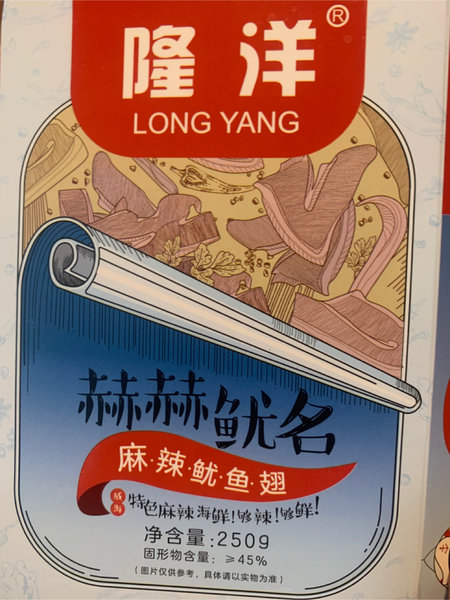 隆洋®
LONG YANG
赫赫鱿名
麻·辣·鱿·鱼·翅
威海
特色麻辣海鲜!够辣!够鲜!
净含量:250g
固形物含量: ≥45%
(图片仅供参考，具体请以实物为准)